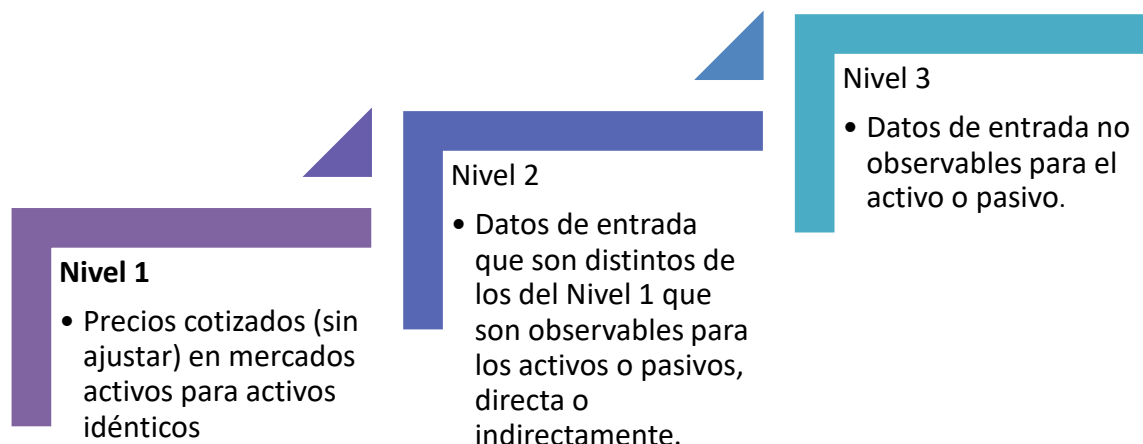 Nivel 1
• Precios cotizados (sin
ajustar) en mercados
activos para activos
idénticos
Nivel 2
• Datos de entrada
que son distintos de
los del Nivel 1 que
son observables para
los activos o pasivos,
directa o
indirectamente.
Nivel 3
• Datos de entrada no
observables para el
activo o pasivo.